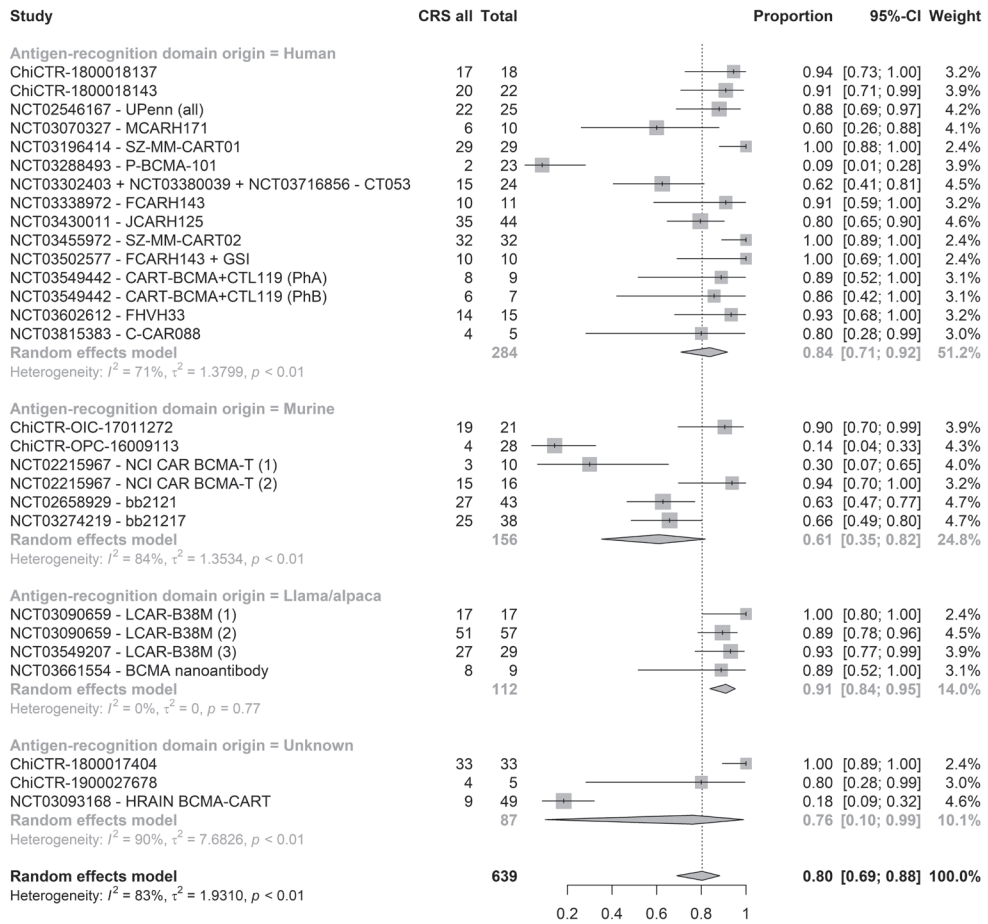 Study CRS all Total Proportion 95%-CI Weight
Antigen-recognition domain origin = Human
ChiCTR-1800018137 17 18 0.94 [0.73; 1.00] 3.2%
ChiCTR-1800018143 20 22 0.91 [0.71; 0.99] 3.9%
NCT02546167 - UPenn (all) 22 25 0.88 [0.69; 0.97] 4.2%
NCT03070327 - MCARH171 6 10 0.60 [0.26; 0.88] 4.1%
NCT03196414 - SZ-MM-CART01 29 29 1.00 [0.88; 1.00] 2.4%
NCT03288493 - P-BCMA-101 2 23 0.09 [0.01; 0.28] 3.9%
NCT03302403 + NCT03380039 + NCT03716856 - CT053 15 24 0.62 [0.41; 0.81] 4.5%
NCT03338972 - FCARH143 10 11 0.91 [0.59; 1.00] 3.2%
NCT03430011 - JCARH125 35 44 0.80 [0.65; 0.90] 4.6%
NCT03455972 - SZ-MM-CART02 32 32 1.00 [0.89; 1.00] 2.4%
NCT03502577 - FCARH143 + GSI 10 10 1.00 [0.69; 1.00] 2.4%
NCT03549442 - CART-BCMA+CTL119 (PhA) 8 9 0.89 [0.52; 1.00] 3.1%
NCT03549442 - CART-BCMA+CTL119 (PhB) 6 7 0.86 [0.42; 1.00] 3.1%
NCT03602612 - FHVH33 14 15 0.93 [0.68; 1.00] 3.2%
NCT03815383 - C-CAR088 4 5 0.80 [0.28; 0.99] 3.0%
Random effects model 284 0.84 [0.71; 0.92] 51.2%
Heterogeneity: I² = 71%, τ² = 1.3799, p < 0.01
Antigen-recognition domain origin = Murine
ChiCTR-OIC-17011272 19 21 0.90 [0.70; 0.99] 3.9%
ChiCTR-OPC-16009113 4 28 0.14 [0.04; 0.33] 4.3%
NCT02215967 - NCI CAR BCMA-T (1) 3 10 0.30 [0.07; 0.65] 4.0%
NCT02215967 - NCI CAR BCMA-T (2) 15 16 0.94 [0.70; 1.00] 3.2%
NCT02658929 - bb2121 27 43 0.63 [0.47; 0.77] 4.7%
NCT03274219 - bb21217 25 38 0.66 [0.49; 0.80] 4.7%
Random effects model 156 0.61 [0.35; 0.82] 24.8%
Heterogeneity: I² = 84%, τ² = 1.3534, p < 0.01
Antigen-recognition domain origin = Llama/alpaca
NCT03090659 - LCAR-B38M (1) 17 17 1.00 [0.80; 1.00] 2.4%
NCT03090659 - LCAR-B38M (2) 51 57 0.89 [0.78; 0.96] 4.5%
NCT03549207 - LCAR-B38M (3) 27 29 0.93 [0.77; 0.99] 3.9%
NCT03661554 - BCMA nanoantibody 8 9 0.89 [0.52; 1.00] 3.1%
Random effects model 112 0.91 [0.84; 0.95] 14.0%
Heterogeneity: I² = 0%, τ² = 0, p = 0.77
Antigen-recognition domain origin = Unknown
ChiCTR-1800017404 33 33 1.00 [0.89; 1.00] 2.4%
ChiCTR-1900027678 4 5 0.80 [0.28; 0.99] 3.0%
NCT03093168 - HRAIN BCMA-CART 9 49 0.18 [0.09; 0.32] 4.6%
Random effects model 87 0.76 [0.10; 0.99] 10.1%
Heterogeneity: I² = 90%, τ² = 7.6826, p < 0.01
Random effects model 639 0.80 [0.69; 0.88] 100.0%
Heterogeneity: I² = 83%, τ² = 1.9310, p < 0.01
0.2 0.4 0.6 0.8 1